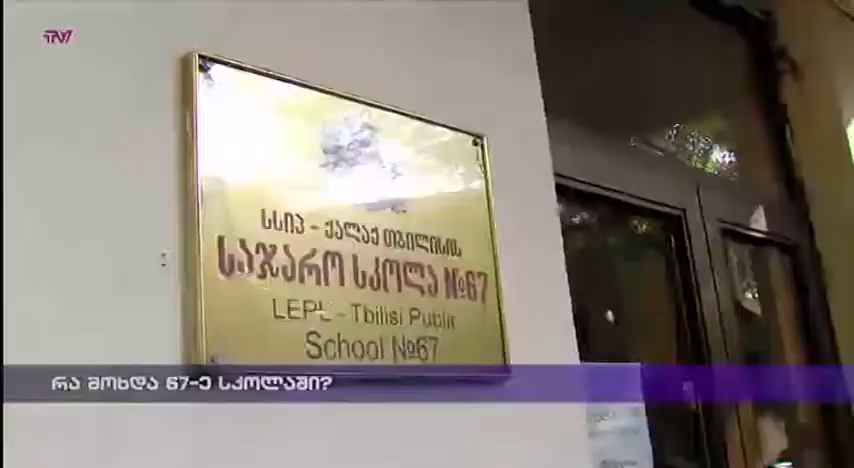 TV7
სსიპ - ქალაქ თბილისის
საჯარო სკოლა №67
LEPL - Tbilisi Public
School №67
რა მოხდა 67-ე სკოლაში?